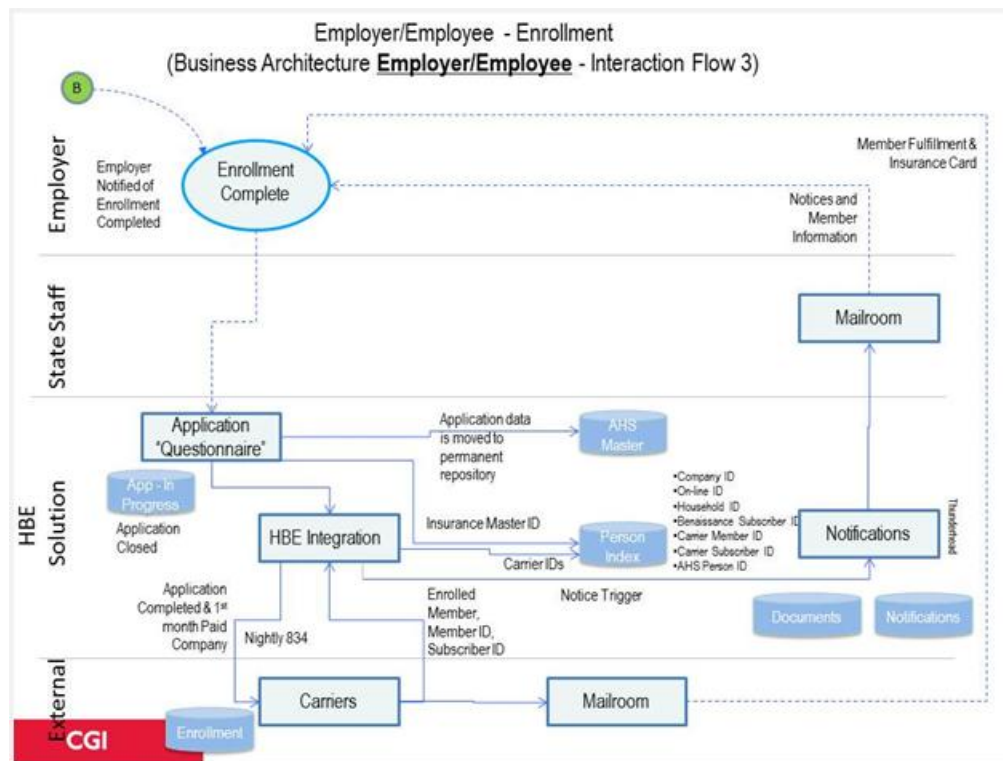 Employer/Employee - Enrollment
(Business Architecture Employer/Employee - Interaction Flow 3)
B
Employer
Employer
Notified of
Enrollment
Completed
Enrollment
Complete
Member Fulfillment &
Insurance Card
Notices and
Member
Information
State Staff
Mailroom
HBE
Solution
Application
"Questionnaire"
Application data
is moved to
permanent
repository
AHS
Master
App - In
Progress
Application
Closed
HBE Integration
Insurance Master ID
Carrier IDs
Person
Index
•Company ID
•On-line ID
•Household ID
•Benaissance Subscriber ID
•Carrier Member ID
•Carrier Subscriber ID
•AHS Person ID
Notifications
Thunderhead
Application
Completed & 1st
month Paid
Company
Nightly 834
Enrolled
Member,
Member ID,
Subscriber ID
Notice Trigger
Documents
Notifications
External
Carriers
Mailroom
Enrollment
CGI